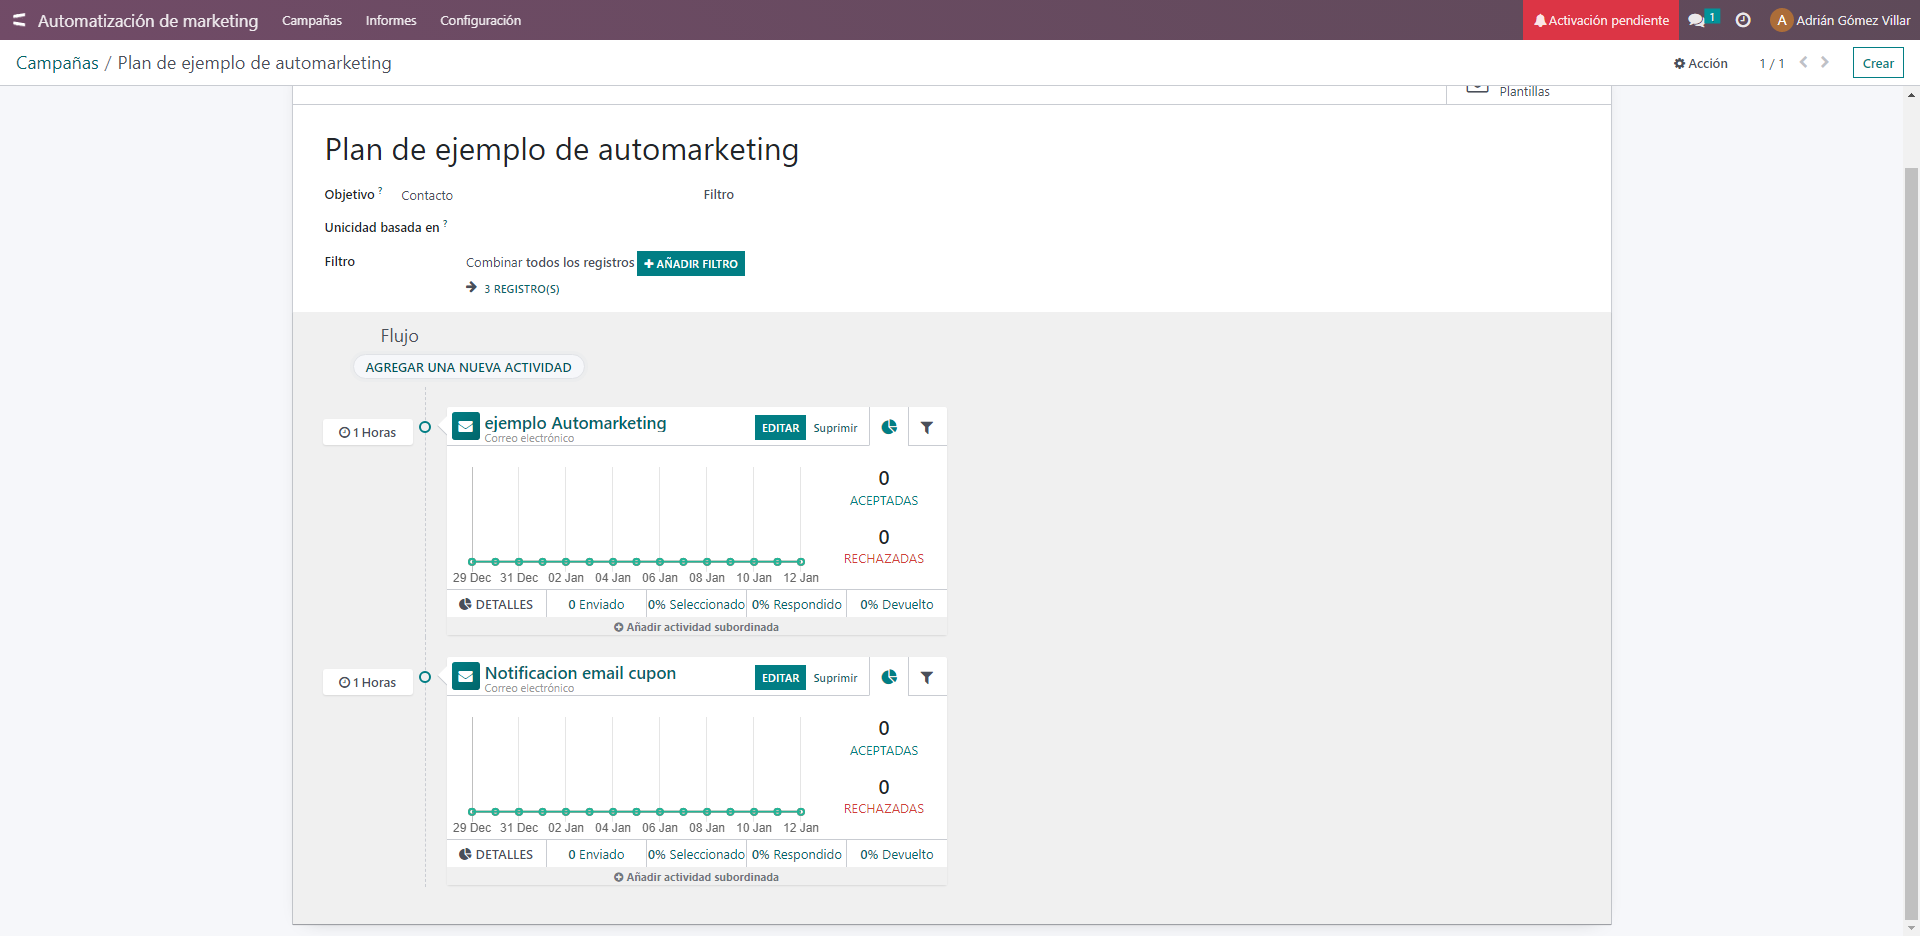 Automatización de marketing Campañas Informes Configuración Activación pendiente 1 A Adrián Gómez Villar
Campañas / Plan de ejemplo de automarketing Acción 1 / 1 Crear
Plantillas
Plan de ejemplo de automarketing
Objetivo ? Contacto Filtro
Unicidad basada en ?
Filtro Combinar todos los registros AÑADIR FILTRO
3 REGISTRO(S)
Flujo
AGREGAR UNA NUEVA ACTIVIDAD
1 Horas
ejemplo Automarketing EDITAR Suprimir
Correo electrónico
0
ACEPTADAS
0
RECHAZADAS
29 Dec 31 Dec 02 Jan 04 Jan 06 Jan 08 Jan 10 Jan 12 Jan
DETALLES 0 Enviado 0% Seleccionado 0% Respondido 0% Devuelto
Añadir actividad subordinada
1 Horas
Notificacion email cupon EDITAR Suprimir
Correo electrónico
0
ACEPTADAS
0
RECHAZADAS
29 Dec 31 Dec 02 Jan 04 Jan 06 Jan 08 Jan 10 Jan 12 Jan
DETALLES 0 Enviado 0% Seleccionado 0% Respondido 0% Devuelto
Añadir actividad subordinada